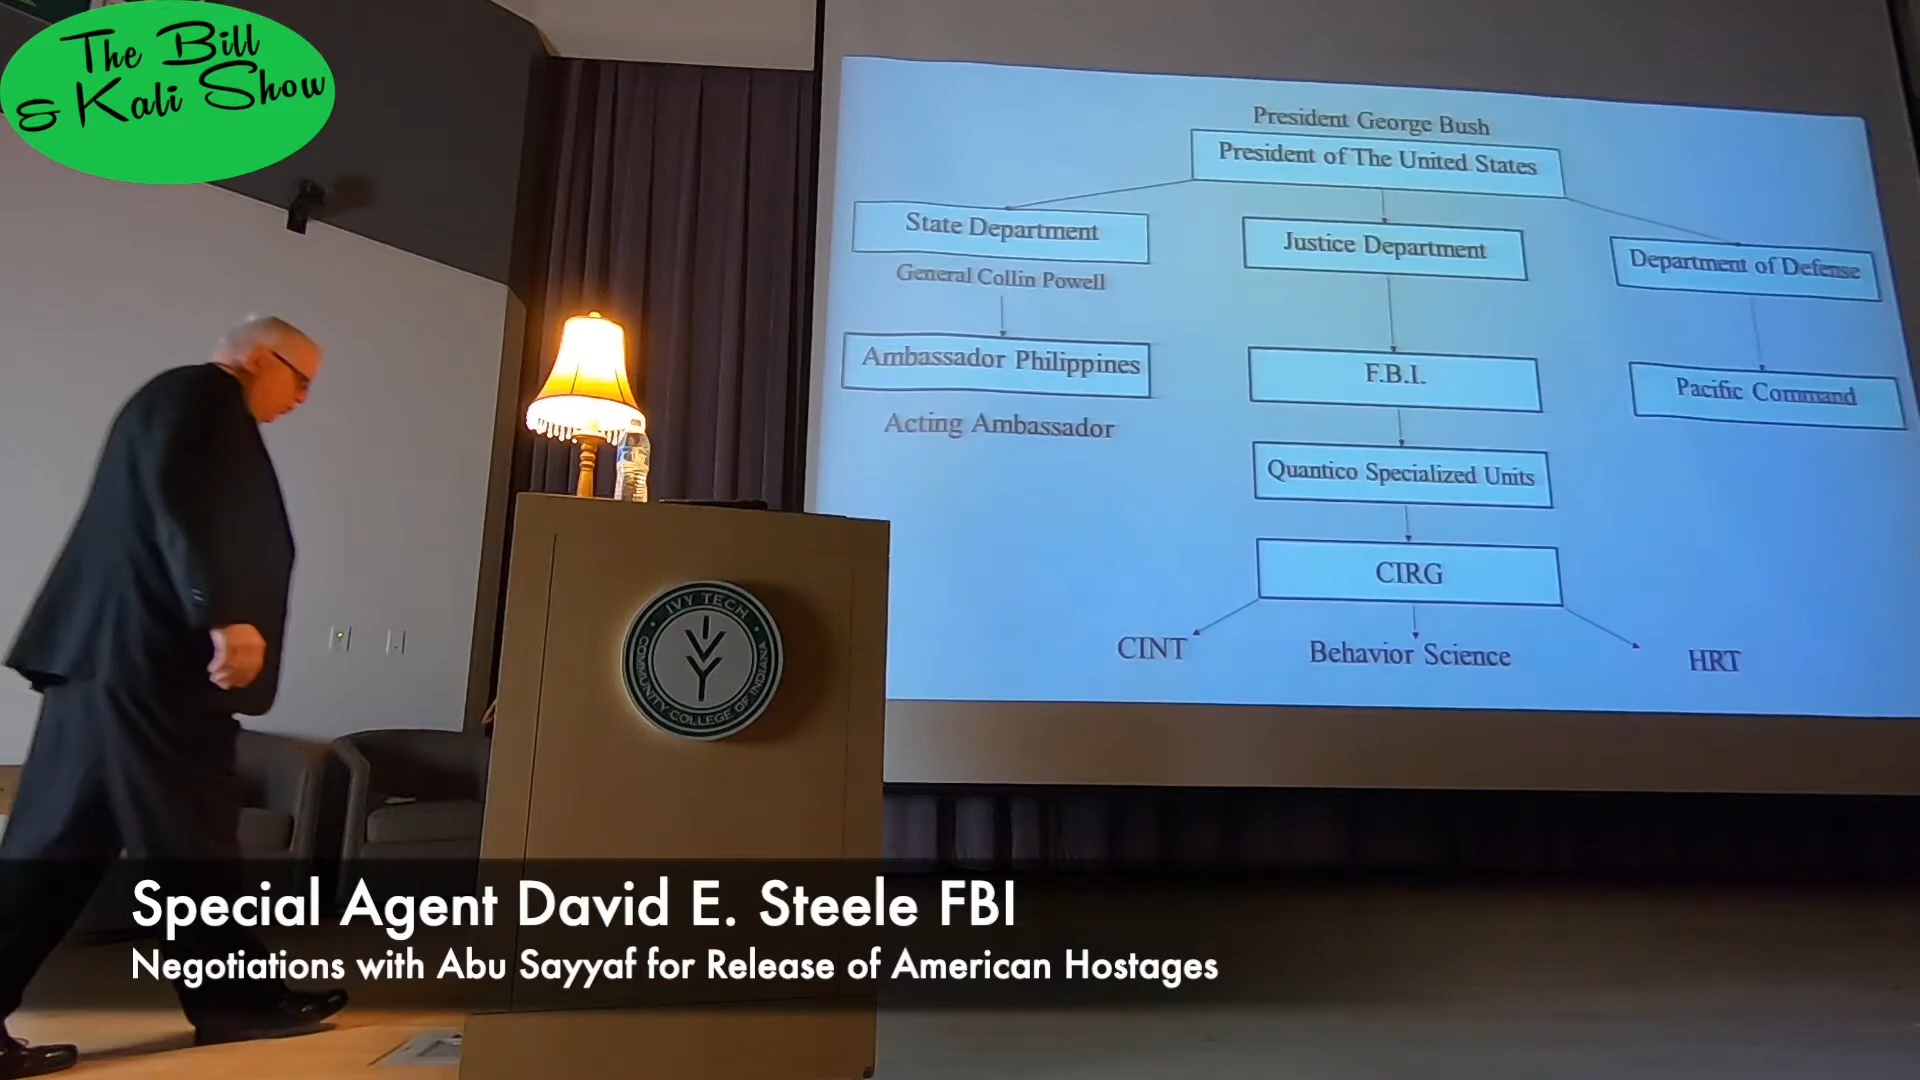 The Bill
& Kali Show
President George Bush
President of The United States
State Department
Justice Department
Department of Defense
General Collin Powell
Ambassador Philippines
F.B.I.
Pacific Command
Acting Ambassador
Quantico Specialized Units
CIRG
CINT
Behavior Science
HRT
IVY TECH
COMMUNITY COLLEGE OF INDIANA
IVY
Special Agent David E. Steele FBI
Negotiations with Abu Sayyaf for Release of American Hostages